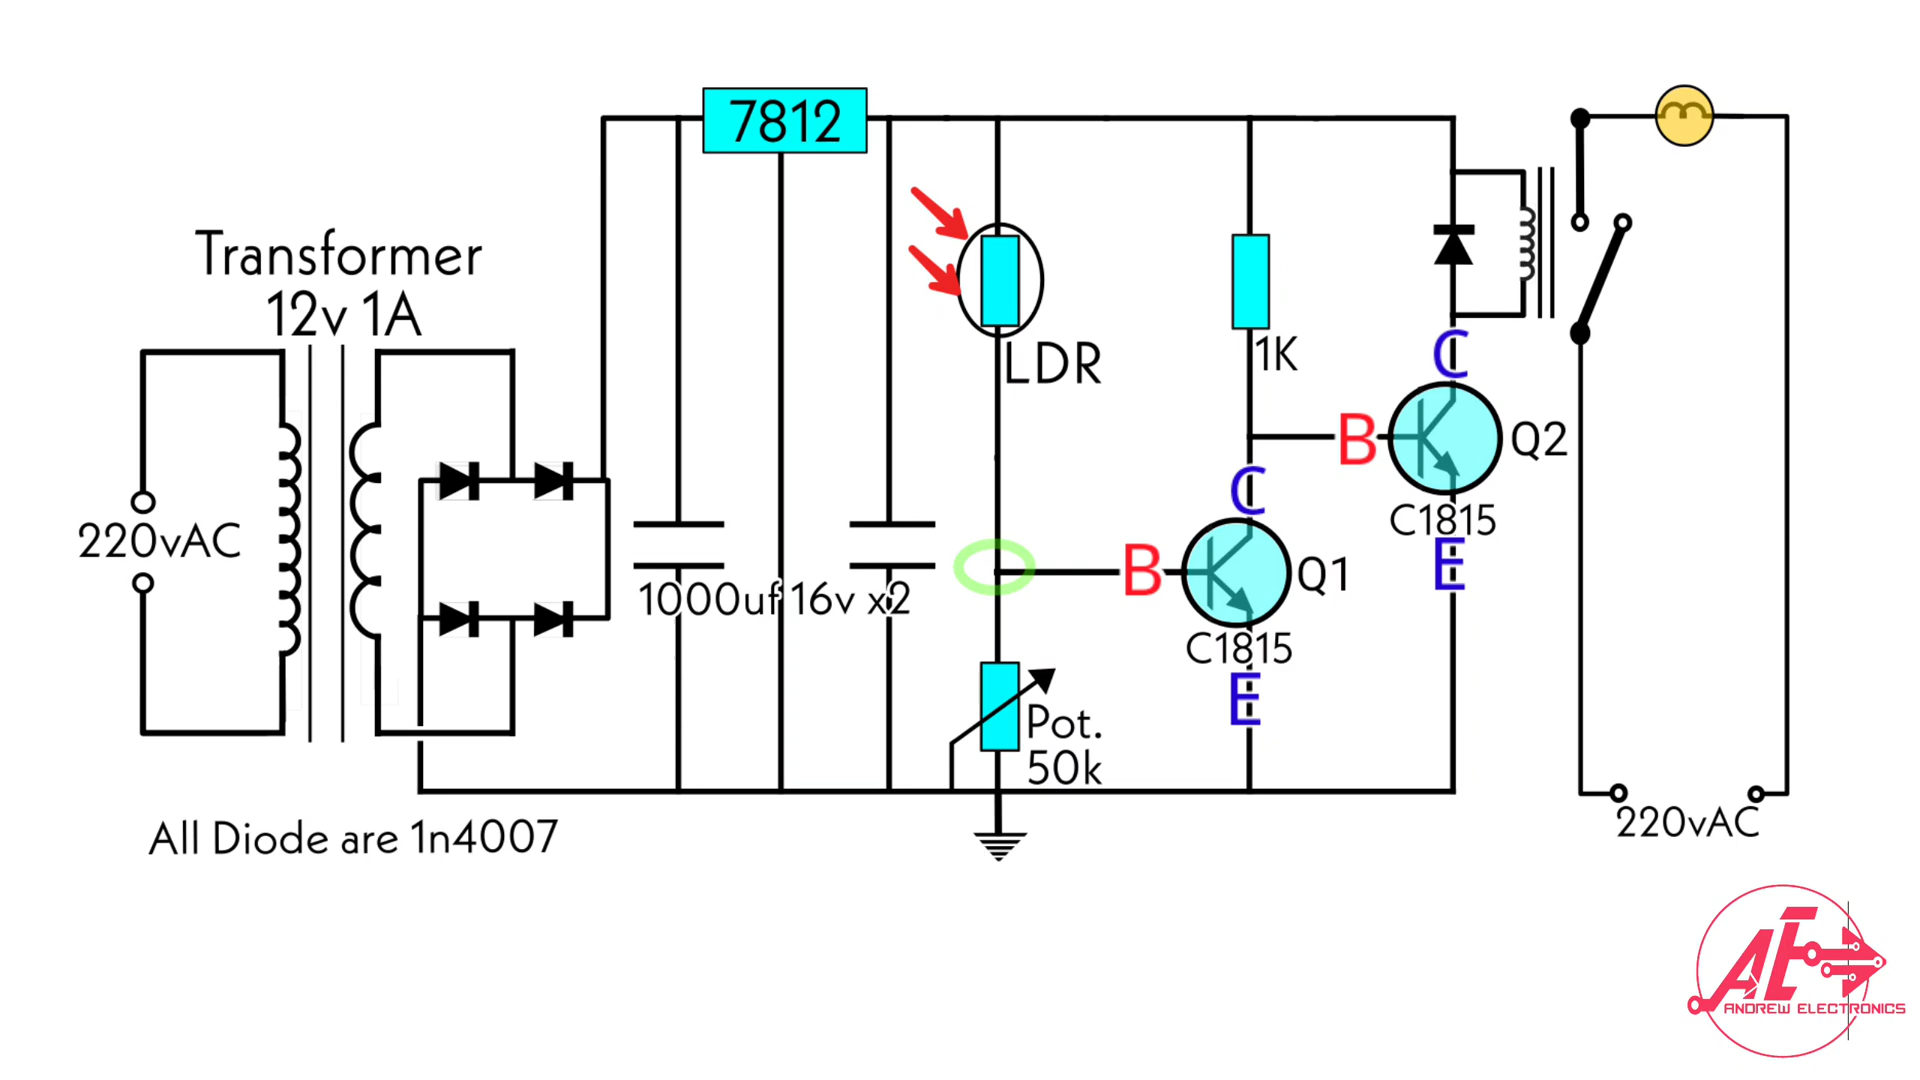 7812
Transformer
12v 1A
LDR
1K
C
B
Q2
C1815
E
C
B
Q1
C1815
E
220vAC
1000uf 16v x2
Pot.
50k
220vAC
All Diode are 1n4007
AE
ANDREW ELECTRONICS